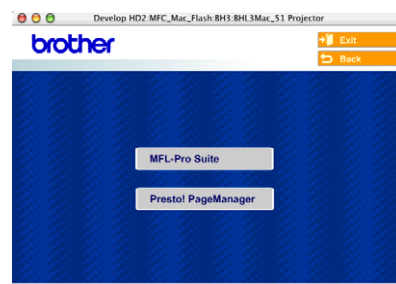 Develop HD2:MFC_Mac_Flash:BH3:BHL3Mac_51 Projector
brother
Exit
Back
MFL-Pro Suite
Presto! PageManager